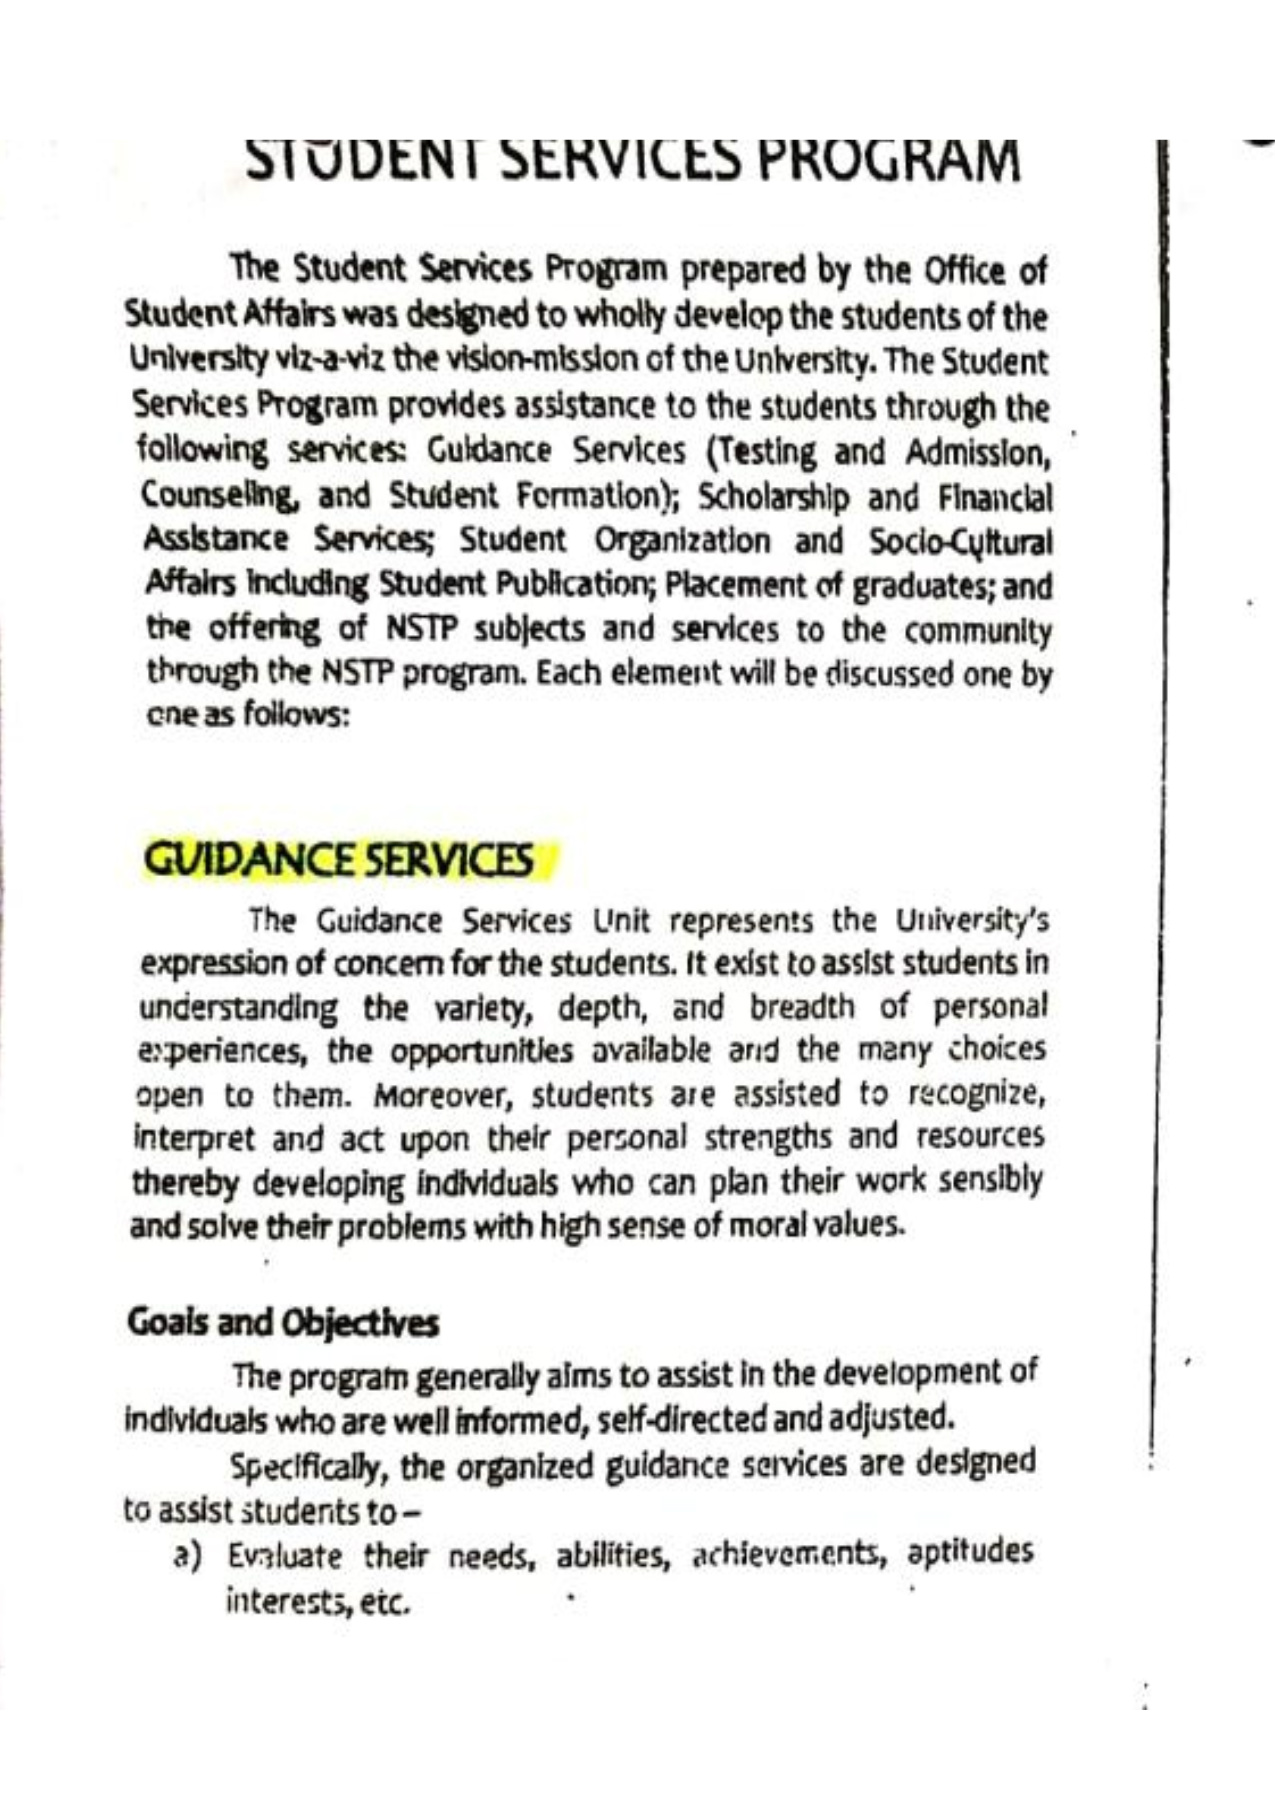 STUDENT SERVICES PROGRAM
The Student Services Program prepared by the Office of
Student Affairs was designed to wholly develop the students of the
University viz-a-viz the vision-mission of the University. The Student
Services Program provides assistance to the students through the
following services: Guidance Services (Testing and Admission,
Counseling, and Student Formation); Scholarship and Financial
Assistance Services; Student Organization and Socio-Cultural
Affairs including Student Publication; Placement of graduates; and
the offering of NSTP subjects and services to the community
through the NSTP program. Each element will be discussed one by
one as follows:
GUIDANCE SERVICES
The Guidance Services Unit represents the University's
expression of concern for the students. It exist to assist students in
understanding the variety, depth, and breadth of personal
experiences, the opportunities available and the many choices
open to them. Moreover, students are assisted to recognize,
interpret and act upon their personal strengths and resources
thereby developing individuals who can plan their work sensibly
and solve their problems with high sense of moral values.
Goals and Objectives
The program generally aims to assist in the development of
individuals who are well informed, self-directed and adjusted.
Specifically, the organized guidance services are designed
to assist students to –
a) Evaluate their needs, abilities, achievements, aptitudes
interests, etc.